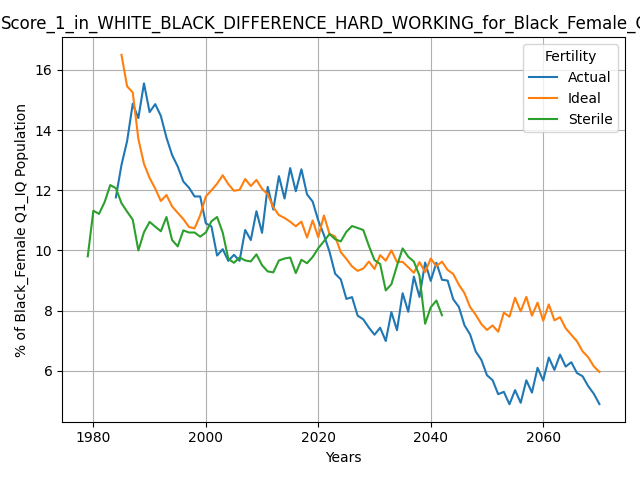 Score_1_in_WHITE_BLACK_DIFFERENCE_HARD_WORKING_for_Black_Female_
Fertility
Actual
Ideal
Sterile
% of Black_Female Q1_IQ Population
16
14
12
10
8
6
1980
2000
2020
2040
2060
Years